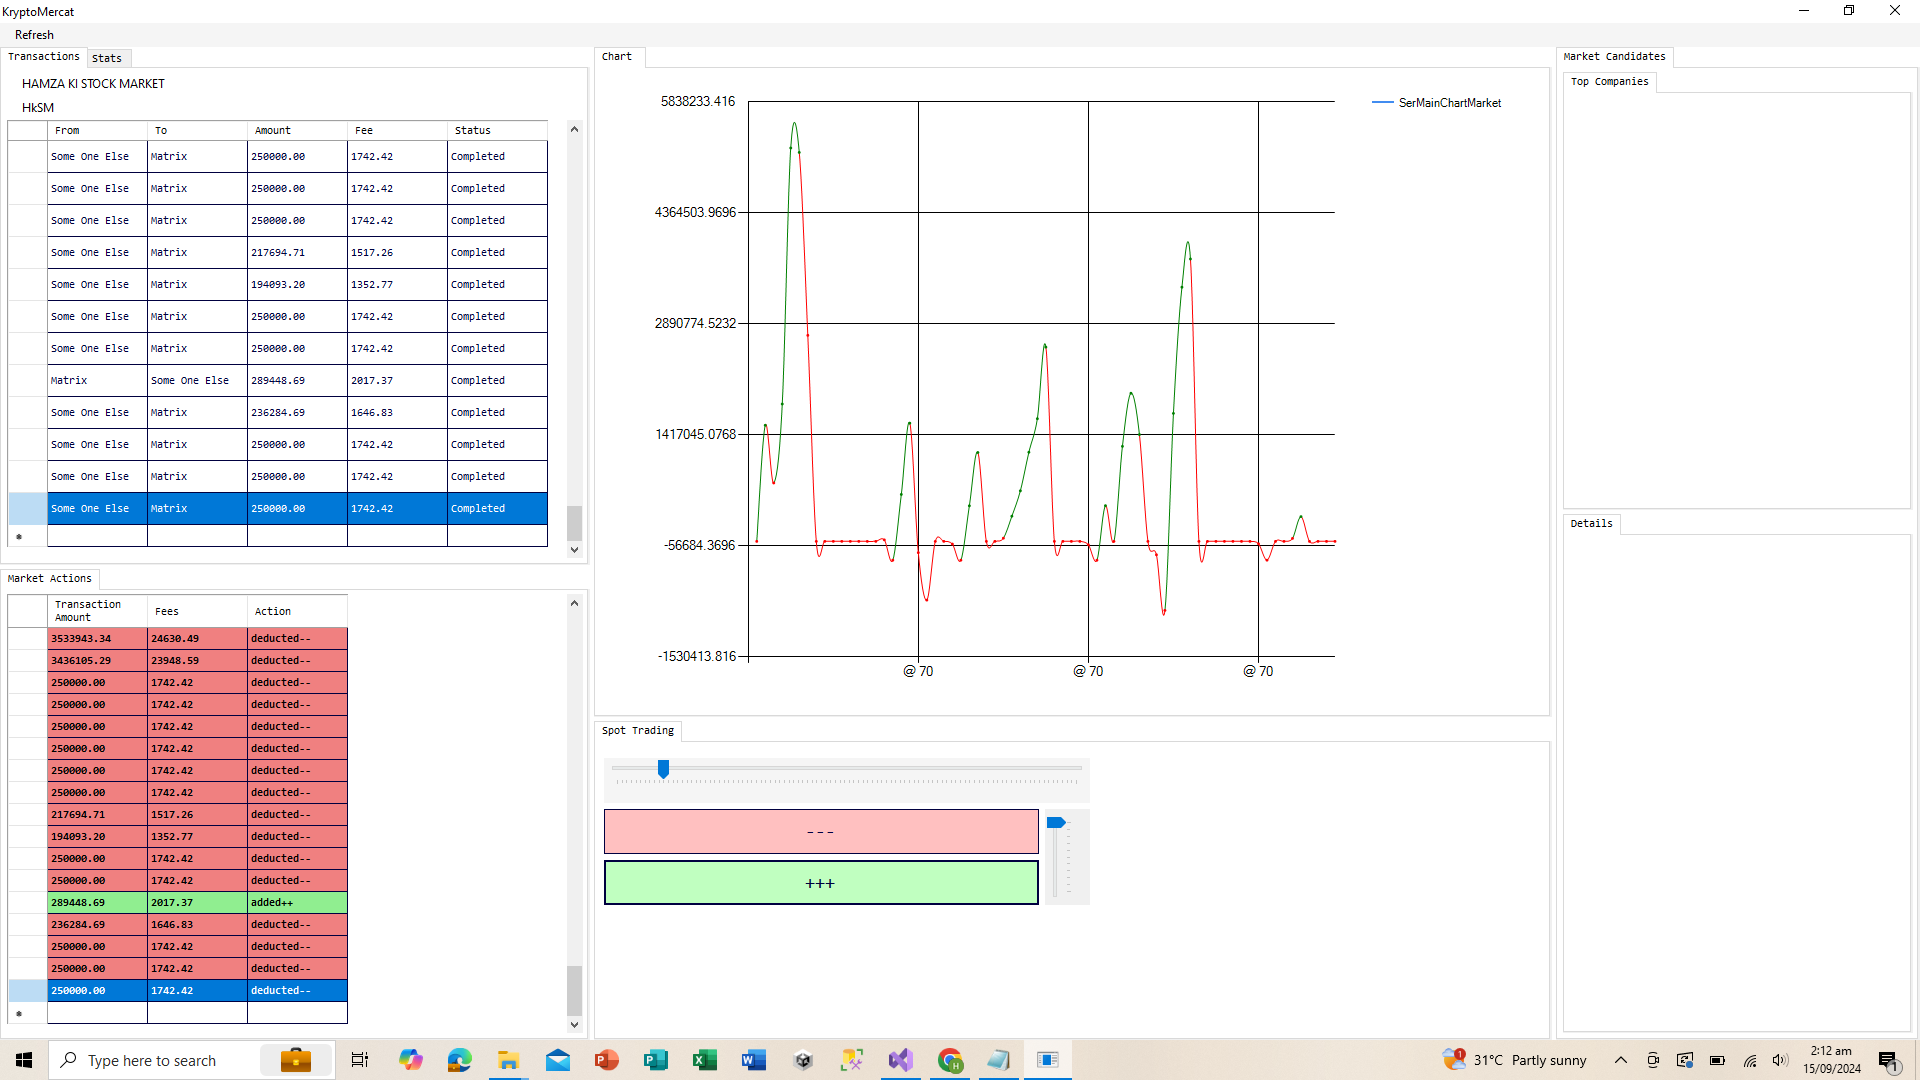 KryptoMercat
Refresh
Transactions Stats
HAMZA KI STOCK MARKET
HkSM
From To Amount Fee Status
Some One Else Matrix 250000.00 1742.42 Completed
Some One Else Matrix 250000.00 1742.42 Completed
Some One Else Matrix 250000.00 1742.42 Completed
Some One Else Matrix 217694.71 1517.26 Completed
Some One Else Matrix 194093.20 1352.77 Completed
Some One Else Matrix 250000.00 1742.42 Completed
Some One Else Matrix 250000.00 1742.42 Completed
Matrix Some One Else 289448.69 2017.37 Completed
Some One Else Matrix 236284.69 1646.83 Completed
Some One Else Matrix 250000.00 1742.42 Completed
Some One Else Matrix 250000.00 1742.42 Completed
Some One Else Matrix 250000.00 1742.42 Completed
*
Market Actions
Transaction
Amount Fees Action
3533943.34 24630.49 deducted--
3436105.29 23948.59 deducted--
250000.00 1742.42 deducted--
250000.00 1742.42 deducted--
250000.00 1742.42 deducted--
250000.00 1742.42 deducted--
250000.00 1742.42 deducted--
250000.00 1742.42 deducted--
217694.71 1517.26 deducted--
194093.20 1352.77 deducted--
250000.00 1742.42 deducted--
250000.00 1742.42 deducted--
289448.69 2017.37 added++
236284.69 1646.83 deducted--
250000.00 1742.42 deducted--
250000.00 1742.42 deducted--
250000.00 1742.42 deducted--
*
Chart
5838233.416
4364503.9696
2890774.5232
1417045.0768
-56684.3696
-1530413.816
@ 70 @ 70 @ 70
SerMainChartMarket
Spot Trading
---
+++
Market Candidates
Top Companies
Details
Type here to search
31°C Partly sunny
2:12 am
15/09/2024